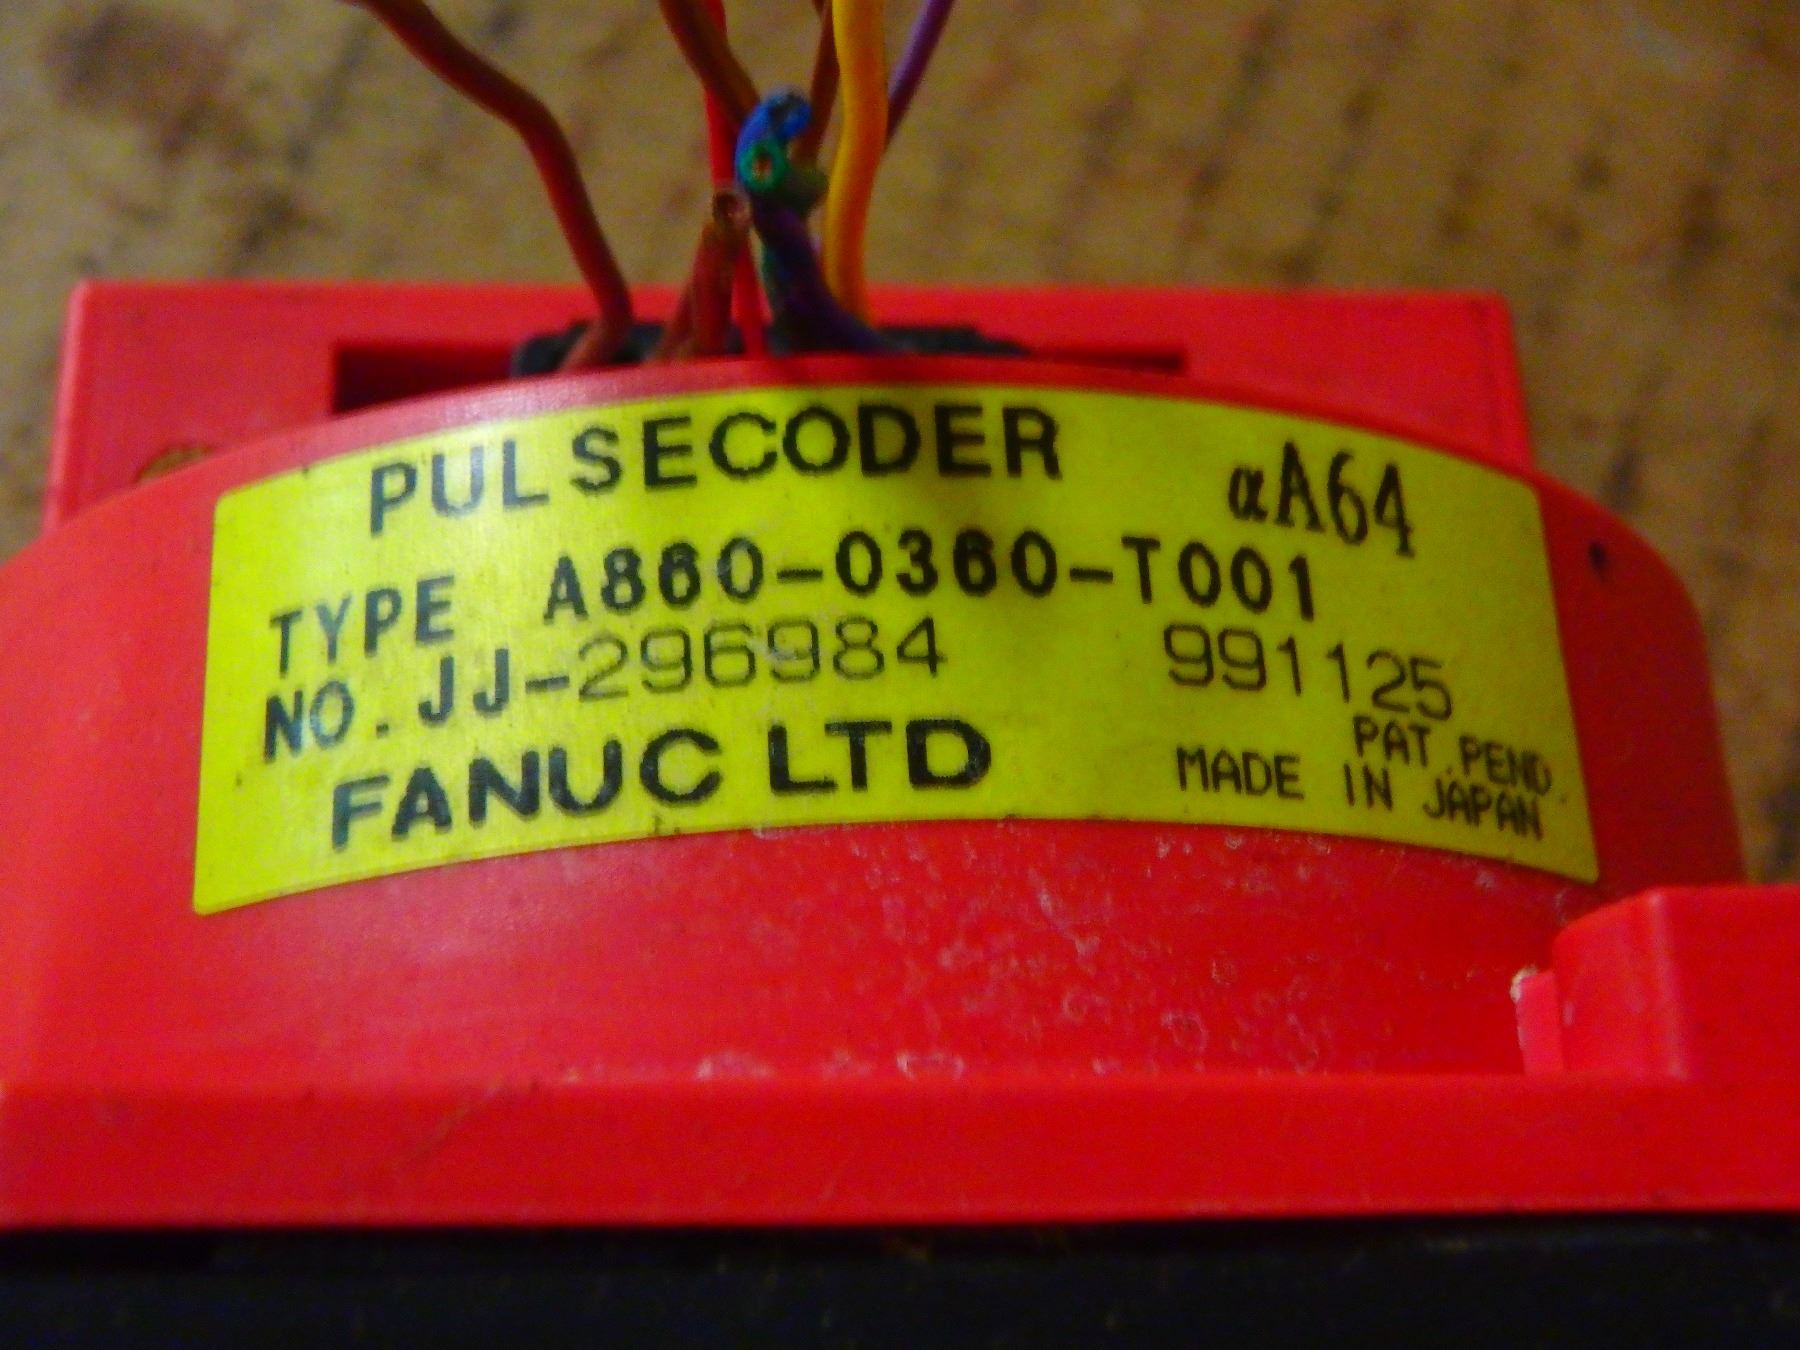 PULSECODER αA64
TYPE A860-0360-T001
NO. JJ-296984 991125
FANUC LTD
PAT.PEND.
MADE IN JAPAN